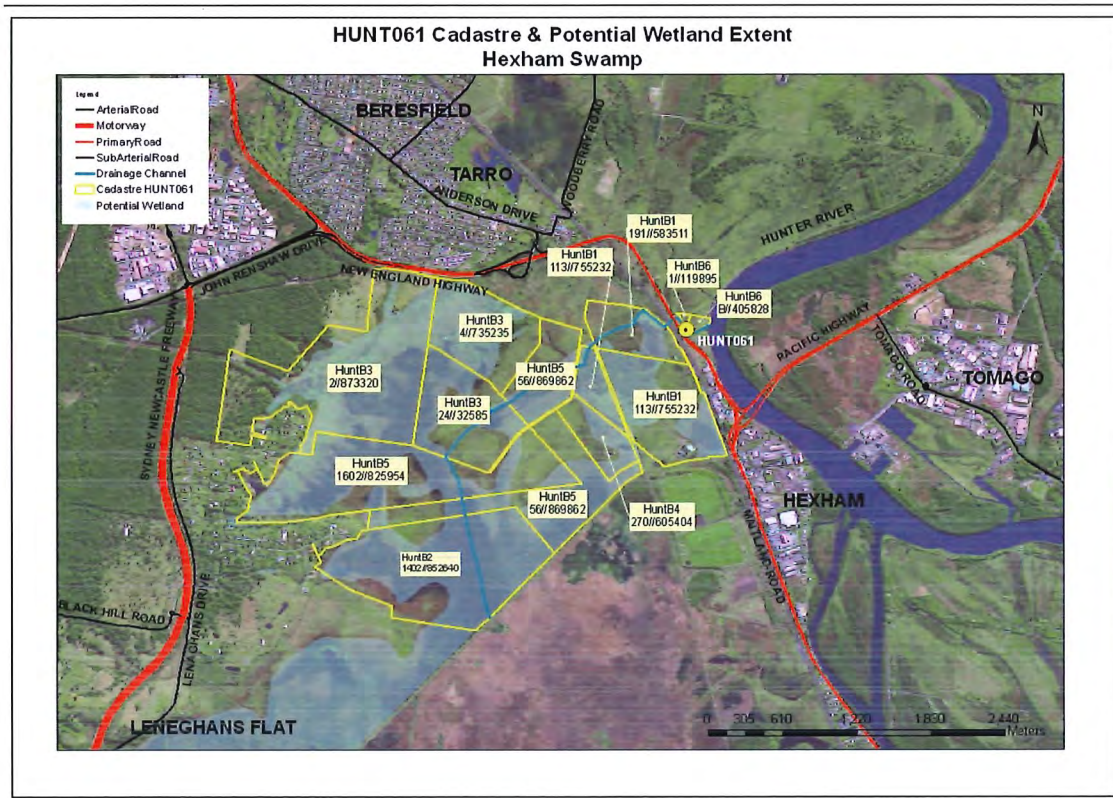 HUNT061 Cadastre & Potential Wetland Extent
Hexham Swamp
Legend
ArterialRoad
Motorway
PrimaryRoad
SubArterialRoad
Drainage Channel
Cadastre HUNT061
Potential Wetland
BERESFIELD
TARRO
ANDERSON DRIVE
WOODBERRY ROAD
N
HUNTER RIVER
JOHN RENSHAW DRIVE
NEW ENGLAND HIGHWAY
SYDNEY NEWCASTLE FREEWAY
HuntB1
191//583511
HuntB1
113//755232
HuntB6
1//119895
HuntB6
B//405828
HUNT061
PACIFIC HIGHWAY
TOMAGO ROAD
TOMAGO
HuntB3
4//735235
HuntB3
2//873320
HuntB5
56//869862
HuntB3
24//32585
HuntB1
113//755232
HuntB5
1602//825954
HuntB5
56//869862
HuntB4
270//605404
HEXHAM
MAITLAND ROAD
HuntB2
1402//852640
BLACK HILL ROAD
LENAGHANS DRIVE
LENEGHANS FLAT
0 305 610 1,220 1,830 2,440
Meters